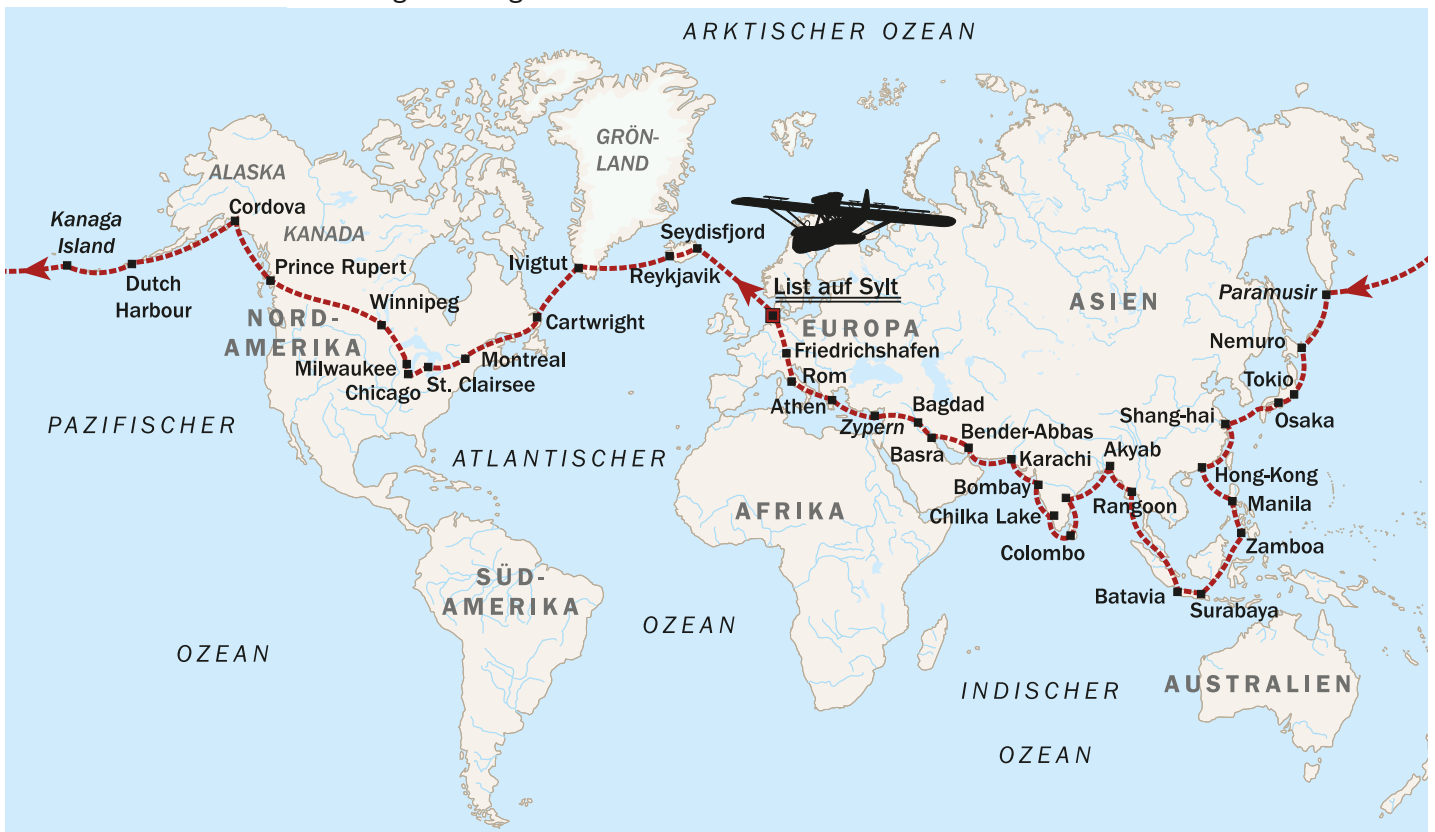 ARKTISCHER OZEAN
GRÖN-
LAND
ALASKA
Cordova
Kanaga
Island
KANADA
Seydisfjord
Ivigtut
Reykjavik
Prince Rupert
Dutch
Harbour
List auf Sylt
ASIEN
Paramusir
Winnipeg
NORD-
AMERIKA
Cartwright
EUROPA
Nemuro
Friedrichshafen
Montreal
Milwaukee
Chicago
St. Clairsee
Rom
Tokio
Athen
Bagdad
Shang-hai
Osaka
PAZIFISCHER
Zypern
Bender-Abbas
Basra
Akyab
ATLANTISCHER
Karachi
Hong-Kong
Bombay
Rangoon
Manila
AFRIKA
Chilka Lake
Colombo
Zamboa
SÜD-
AMERIKA
Batavia
Surabaya
OZEAN
OZEAN
INDISCHER
AUSTRALIEN
OZEAN